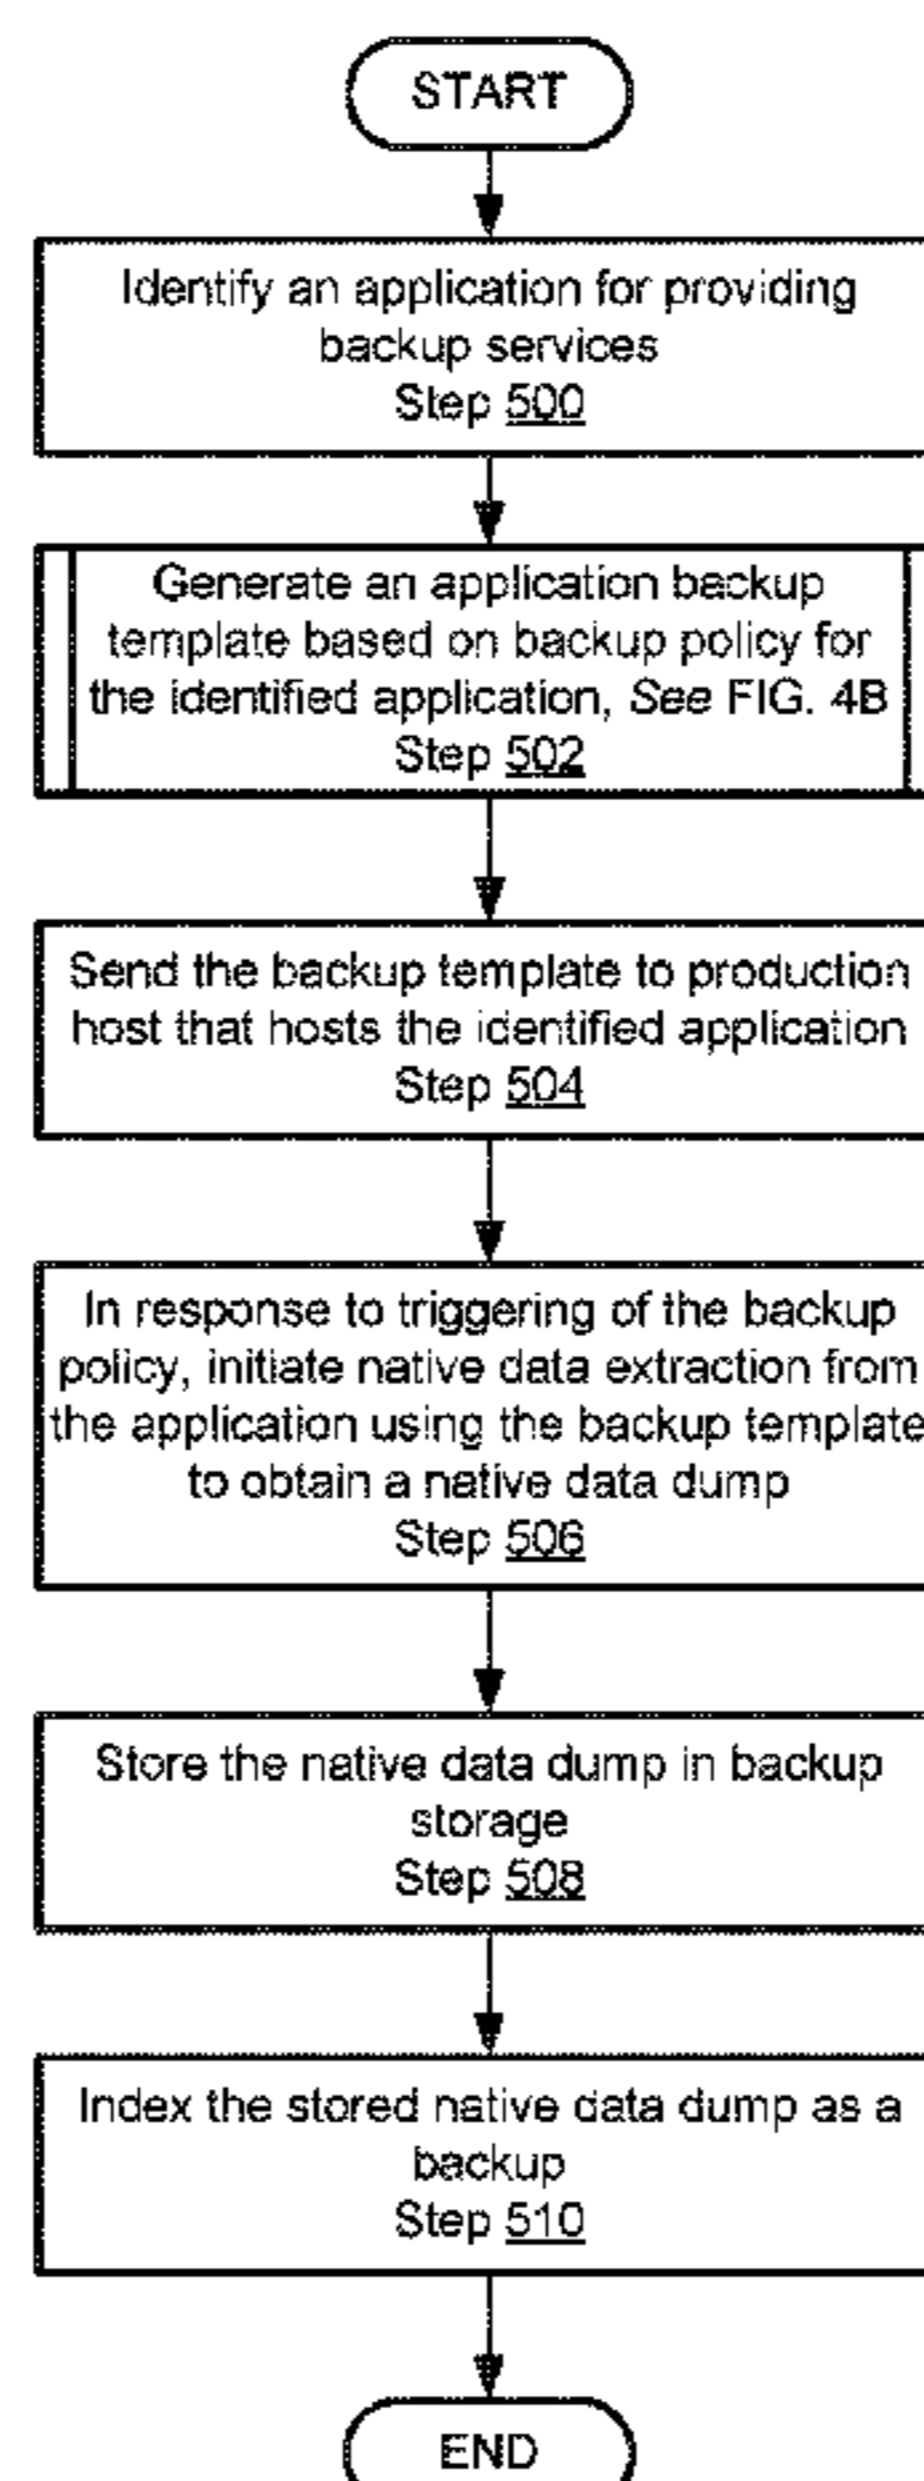 START
Identify an application for providing
backup services
Step 500
Generate an application backup
template based on backup policy for
the identified application, See FIG. 4B
Step 502
Send the backup template to production
host that hosts the identified application
Step 504
In response to triggering of the backup
policy, initiate native data extraction from
the application using the backup template
to obtain a native data dump
Step 506
Store the native data dump in backup
storage
Step 508
Index the stored native data dump as a
backup
Step 510
END